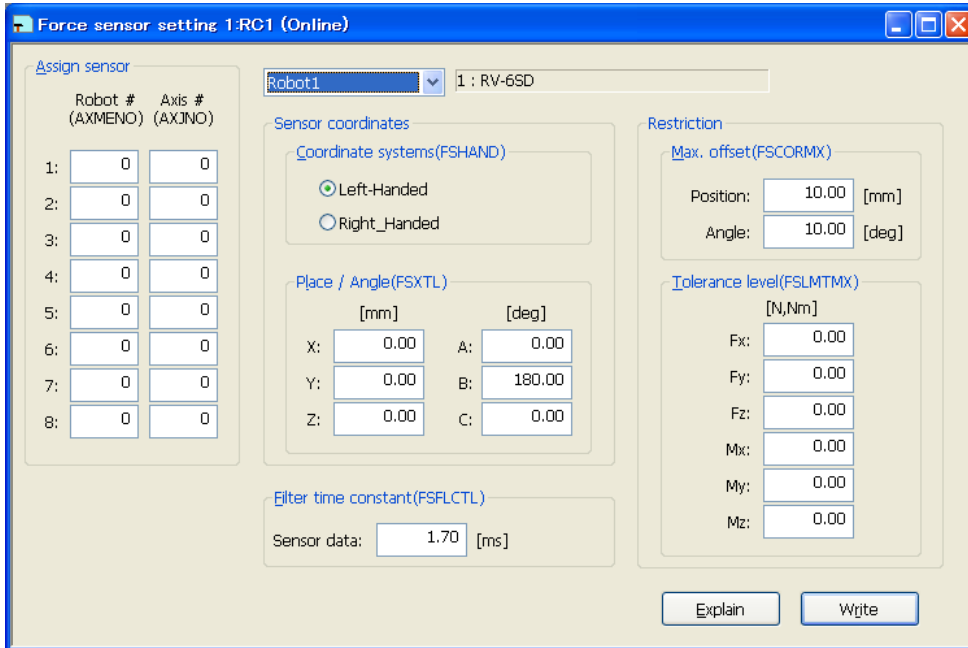 Force sensor setting 1:RC1 (Online)
Assign sensor
Robot # Axis #
(AXMENO) (AXJNO)
1: 0 0
2: 0 0
3: 0 0
4: 0 0
5: 0 0
6: 0 0
7: 0 0
8: 0 0
Robot1 1 : RV-6SD
Sensor coordinates
Coordinate systems(FSHAND)
Left-Handed
Right_Handed
Place / Angle(FSXTL)
[mm] [deg]
X: 0.00 A: 0.00
Y: 0.00 B: 180.00
Z: 0.00 C: 0.00
Filter time constant(FSFLCTL)
Sensor data: 1.70 [ms]
Restriction
Max. offset(FSCORMX)
Position: 10.00 [mm]
Angle: 10.00 [deg]
Tolerance level(FSLMTMX)
[N,Nm]
Fx: 0.00
Fy: 0.00
Fz: 0.00
Mx: 0.00
My: 0.00
Mz: 0.00
Explain Write